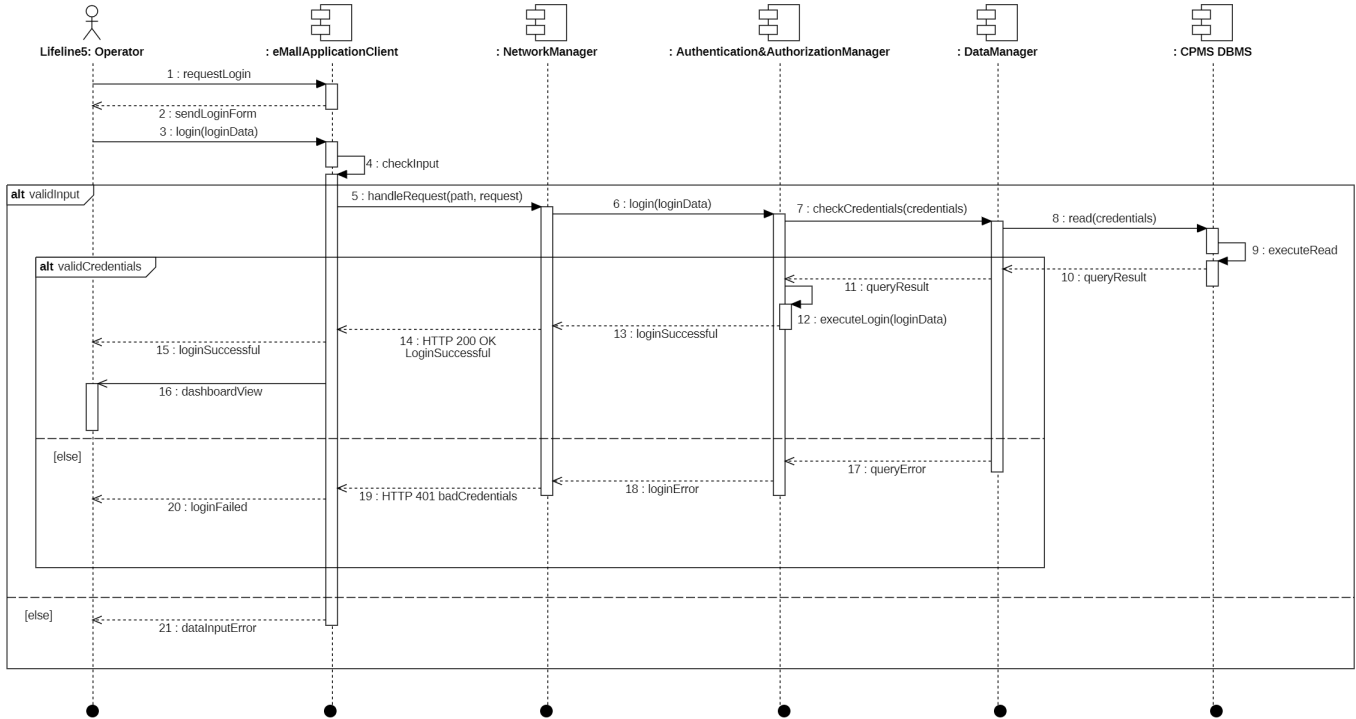 Lifeline5: Operator
: eMallApplicationClient
: NetworkManager
: Authentication&AuthorizationManager
: DataManager
: CPMS DBMS
1 : requestLogin
2 : sendLoginForm
3 : login(loginData)
4 : checkInput
alt validInput
5 : handleRequest(path, request)
6 : login(loginData)
7 : checkCredentials(credentials)
8 : read(credentials)
9 : executeRead
alt validCredentials
10 : queryResult
11 : queryResult
12 : executeLogin(loginData)
13 : loginSuccessful
14 : HTTP 200 OK
LoginSuccessful
15 : loginSuccessful
16 : dashboardView
[else]
17 : queryError
18 : loginError
19 : HTTP 401 badCredentials
20 : loginFailed
[else]
21 : dataInputError